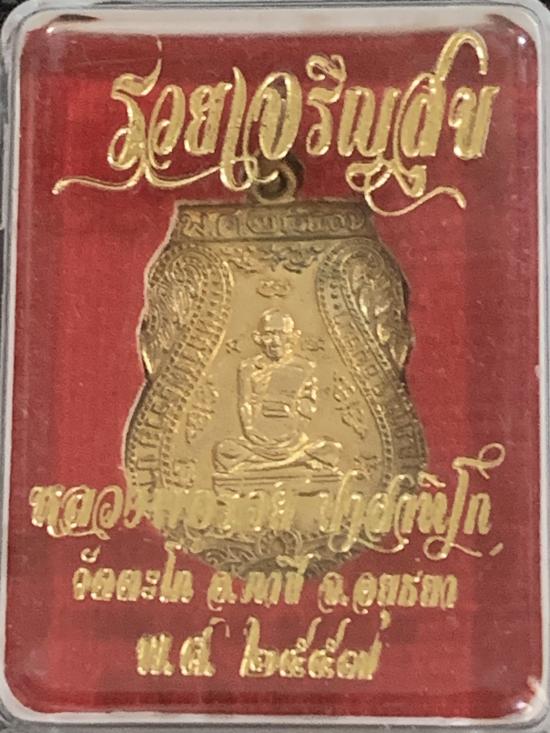 รวยเจริญสุข
หลวงพ่อรวย ปาสาทิโก
วัดตะโก อ.ภาชี จ.อยุธยา
พ.ศ. ๒๕๕๗